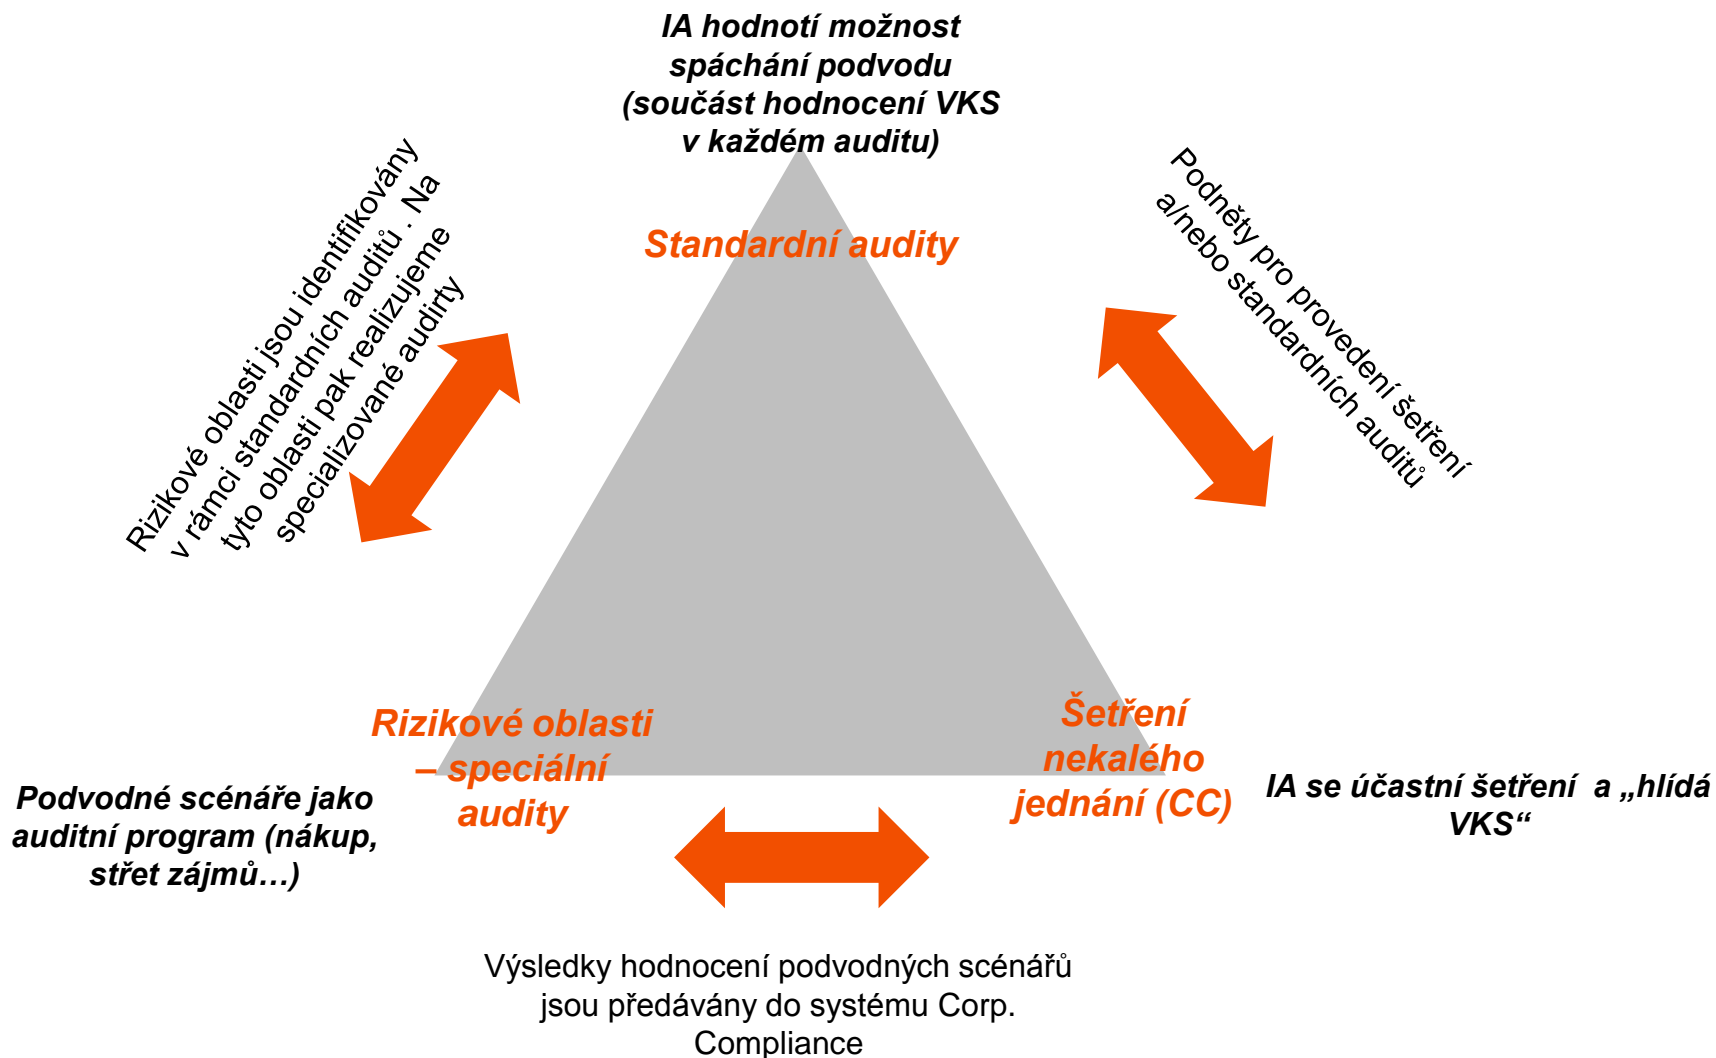 IA hodnotí možnost
spáchání podvodu
(součást hodnocení VKS
v každém auditu)
Standardní audity
Rizikové oblasti jsou identifikovány
v rámci standardních auditů . Na
tyto oblasti pak realizujeme
specializované audirty
Podněty pro provedení šetření
a/nebo standardních auditů
Rizikové oblasti
– speciální
audity
Šetření
nekalého
jednání (CC)
Podvodné scénáře jako
auditní program (nákup,
střet zájmů…)
IA se účastní šetření  a „hlídá
VKS“
Výsledky hodnocení podvodných scénářů
jsou předávány do systému Corp.
Compliance